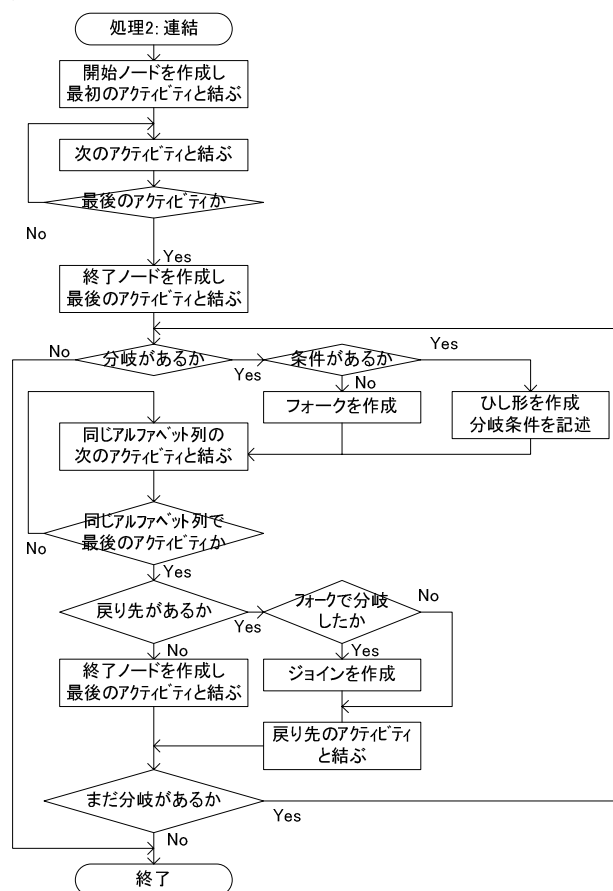 処理2: 連結
開始ノードを作成し
最初のアクティビティと結ぶ
次のアクティビティと結ぶ
最後のアクティビティか
No
Yes
終了ノードを作成し
最後のアクティビティと結ぶ
No
分岐があるか
Yes
条件があるか
Yes
No
フォークを作成
ひし形を作成
分岐条件を記述
同じアルファベット列の
次のアクティビティと結ぶ
同じアルファベット列で
最後のアクティビティか
No
Yes
戻り先があるか
Yes
フォークで分岐
したか
No
No
Yes
終了ノードを作成し
最後のアクティビティと結ぶ
ジョインを作成
戻り先のアクティビティ
と結ぶ
まだ分岐があるか
Yes
No
終了